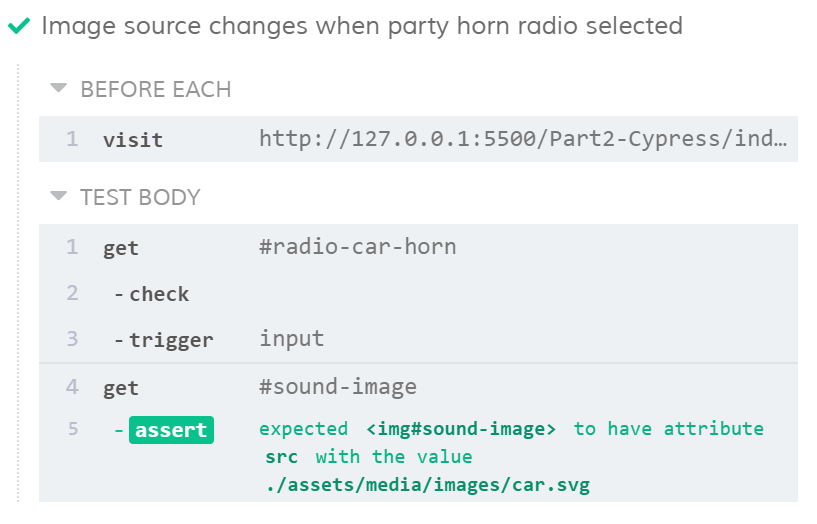 Image source changes when party horn radio selected
BEFORE EACH
1 visit http://127.0.0.1:5500/Part2-Cypress/ind…
TEST BODY
1 get #radio-car-horn
2 - check
3 - trigger input
4 get #sound-image
5 - assert expected <img#sound-image> to have attribute
src with the value
./assets/media/images/car.svg